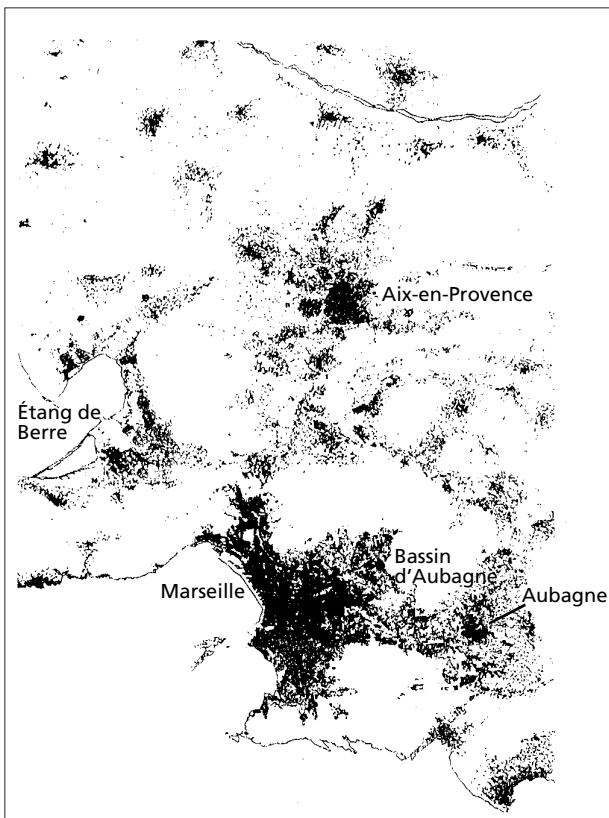 Aix-en-Provence
Étang de
Berre
Bassin
d'Aubagne
Marseille
Aubagne